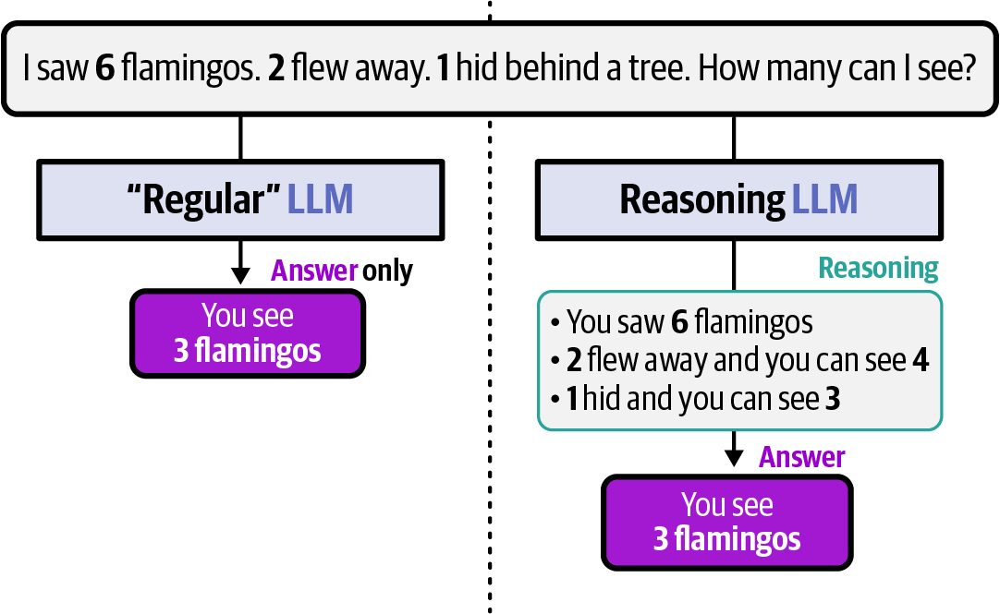 I saw 6 flamingos. 2 flew away. 1 hid behind a tree. How many can I see?
“Regular” LLM
Answer only
You see
3 flamingos
Reasoning LLM
Reasoning
• You saw 6 flamingos
• 2 flew away and you can see 4
• 1 hid and you can see 3
Answer
You see
3 flamingos